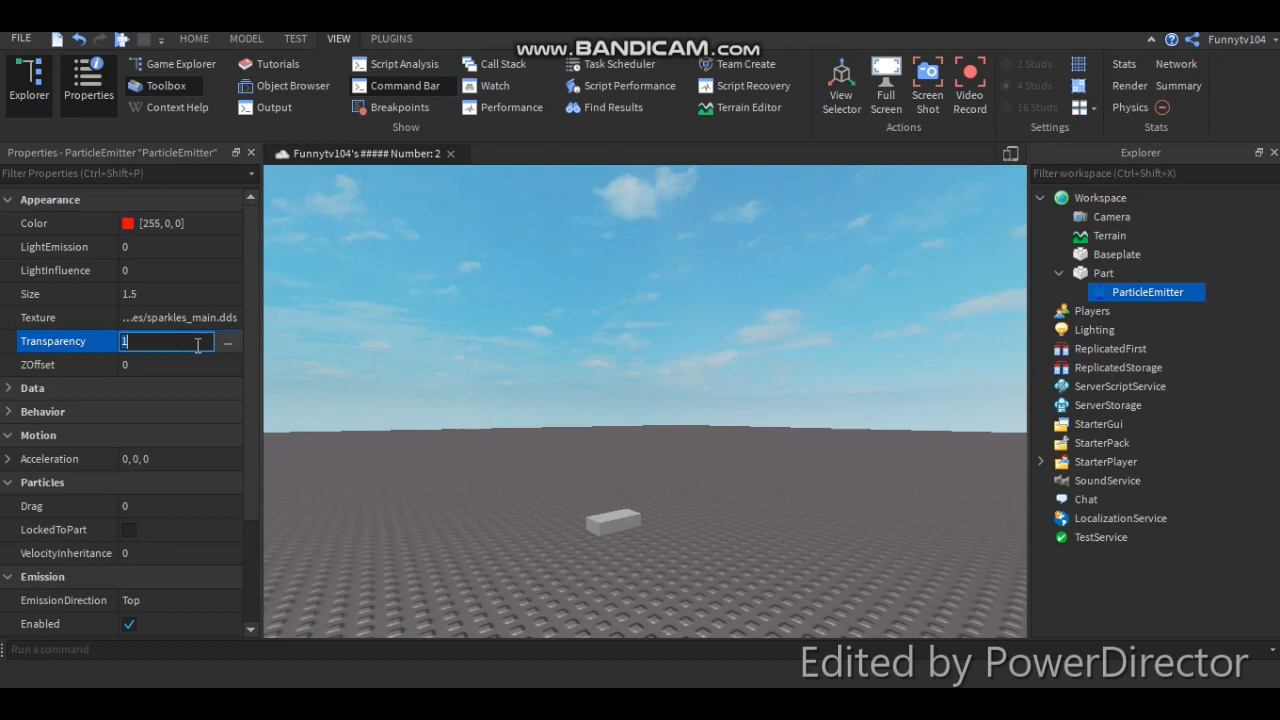 www.BANDICAM.com
FILE HOME MODEL TEST VIEW PLUGINS Funnytv104
Explorer Properties
Game Explorer Tutorials Script Analysis Call Stack Task Scheduler Team Create
Toolbox Object Browser Command Bar Watch Script Performance Script Recovery
Context Help Output Breakpoints Performance Find Results Terrain Editor
Show
View Selector Full Screen Screen Shot Video Record
Actions
2 Studs
4 Studs
16 Studs
Settings
Stats Network
Render Summary
Physics
Stats
Properties - ParticleEmitter "ParticleEmitter"
Filter Properties (Ctrl+Shift+P)
Appearance
Color [255, 0, 0]
LightEmission 0
LightInfluence 0
Size 1.5
Texture ...es/sparkles_main.dds
Transparency 1 ...
ZOffset 0
Data
Behavior
Motion
Acceleration 0, 0, 0
Particles
Drag 0
LockedToPart
VelocityInheritance 0
Emission
EmissionDirection Top
Enabled
Funnytv104's ##### Number: 2
Explorer
Filter workspace (Ctrl+Shift+X)
Workspace
Camera
Terrain
Baseplate
Part
ParticleEmitter
Players
Lighting
ReplicatedFirst
ReplicatedStorage
ServerScriptService
ServerStorage
StarterGui
StarterPack
StarterPlayer
SoundService
Chat
LocalizationService
TestService
Run a command
Edited by PowerDirector